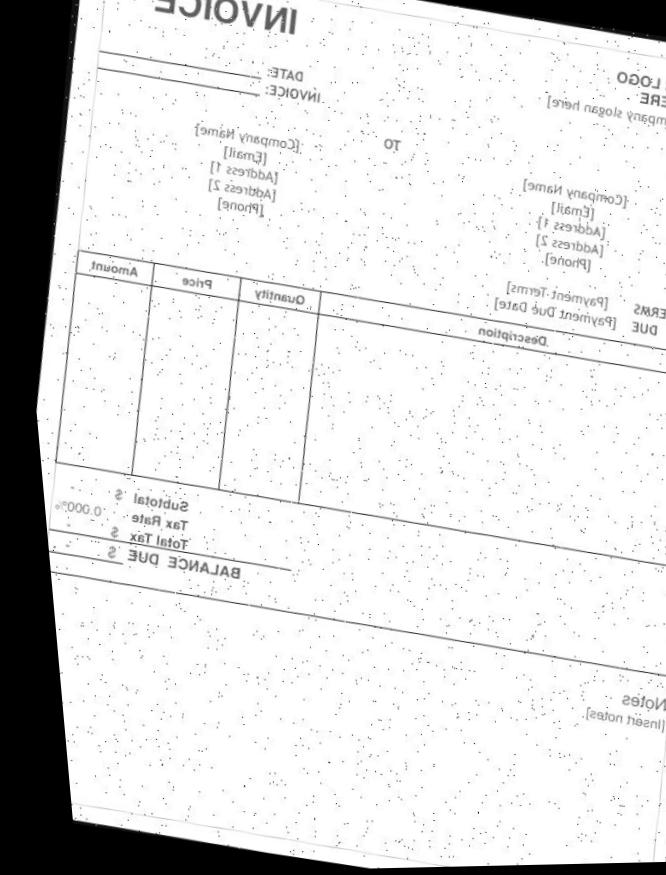 INVOICE
LOGO
ERE
mpany slogan here]
DATE:
INVOICE:
TO
[Company Name]
[Email]
[Address 1]
[Address 2]
[Phone]
[Company Name]
[Email]
[Address 1]
[Address 2]
[Phone]
ERMS [Payment Terms]
DUE [Payment Due Date]
Description Quantity Price Amount
Subtotal $ -
Tax Rate 0.000%
Total Tax $ -
BALANCE DUE $ -
Notes
[Insert notes]